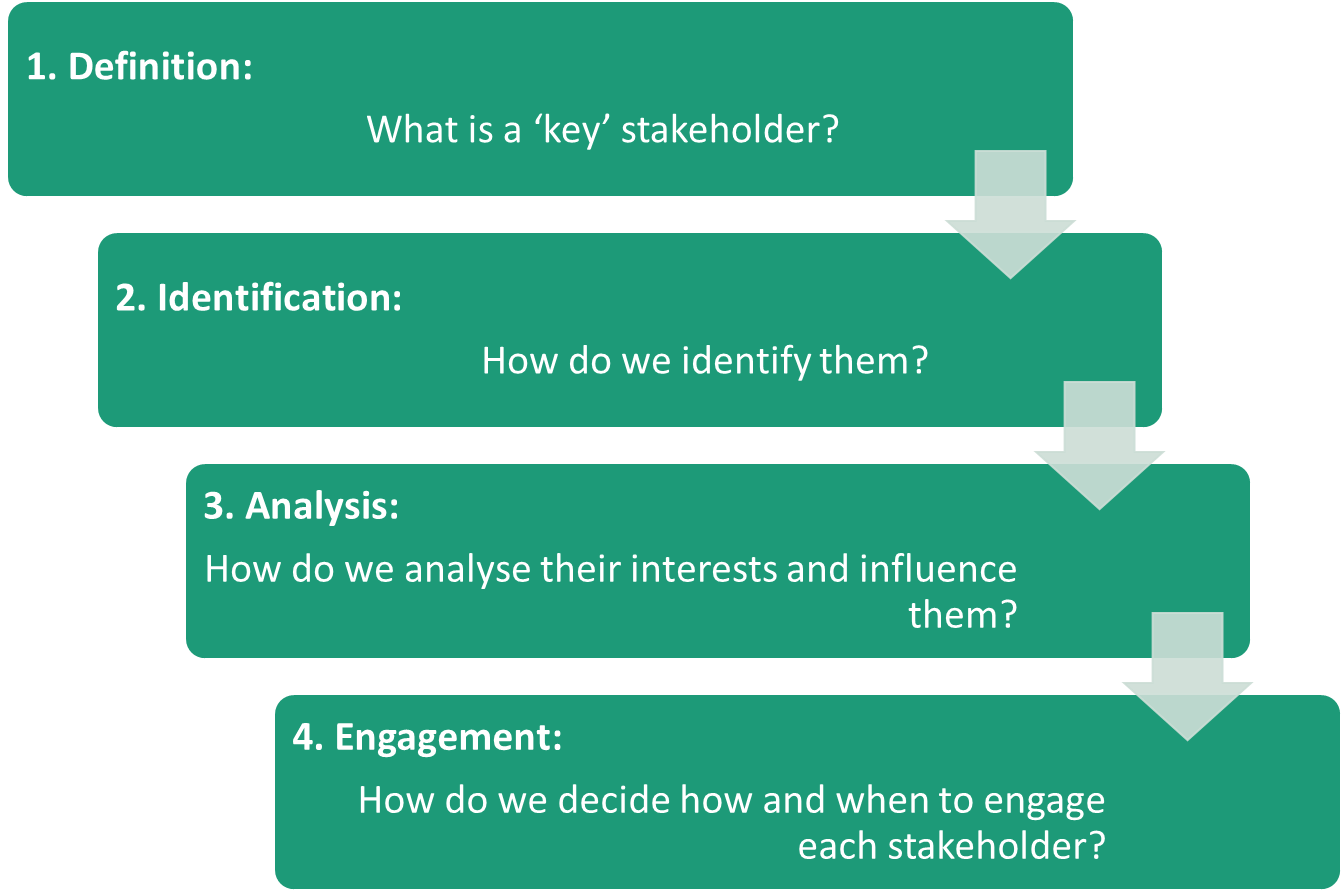 1. Definition:
What is a ‘key’ stakeholder?
2. Identification:
How do we identify them?
3. Analysis:
How do we analyse their interests and influence
them?
4. Engagement:
How do we decide how and when to engage
each stakeholder?